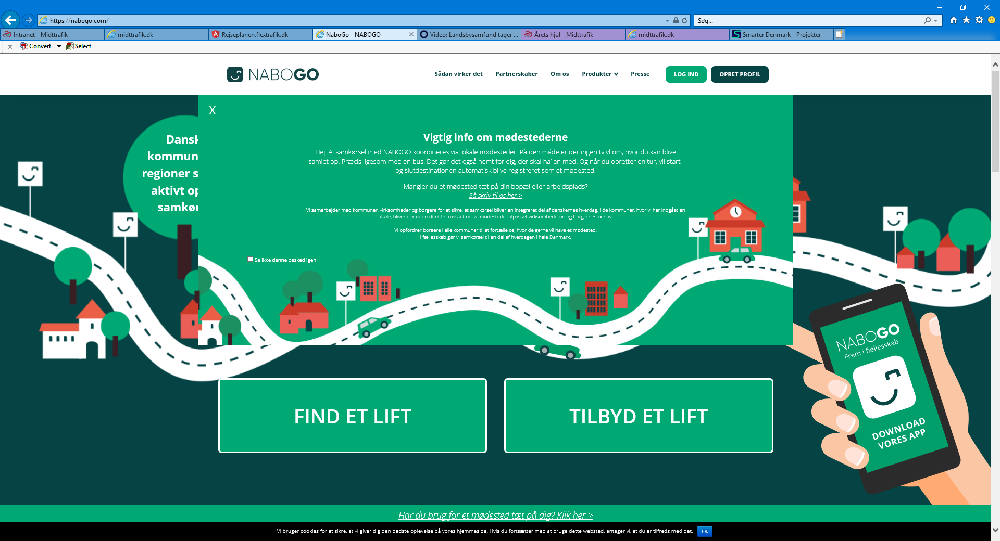 https://nabogo.com/
Søg...
Intranet - Midttrafik
midttrafik.dk
Rejseplanen.flextrafik.dk
NaboGo - NABOGO
Video: Landsbysamfund tager ...
Årets hjul - Midttrafik
midttrafik.dk
Smarter Denmark - Projekter
x Convert Select
NABOGO
Sådan virker det
Partnerskaber
Om os
Produkter
Presse
LOG IND
OPRET PROFIL
X
Dansk
kommun
regioner s
aktivt op
samkør
Vigtig info om mødestederne
Hej. Al samkørsel med NABOGO koordineres via lokale mødesteder. På den måde er der ingen tvivl om, hvor du kan blive
samlet op. Præcis ligesom med en bus. Det gør det også nemt for dig, der skal ha' en med. Og når du opretter en tur, vil start-
og slutdestinationen automatisk blive registreret som et mødested.
Mangler du et mødested tæt på din bopæl eller arbejdsplads?
Så skriv til os her >
Vi samarbejder med kommuner, virksomheder og borgere for at sikre, at samkørsel bliver en integreret del af danskernes hverdag. I de kommuner, hvor vi har indgået en
aftale, bliver der udbredt et fintmasket net af mødesteder tilpasset virksomhederne og borgernes behov.
Vi opfordrer borgere i alle kommuner til at fortælle os, hvor de gerne vil have et mødested.
I fællesskab gør vi samkørsel til en del af hverdagen i hele Danmark.
Se ikke denne besked igen
NABOGO
Frem i fællesskab
DOWNLOAD
VORES APP
FIND ET LIFT
TILBYD ET LIFT
Har du brug for et mødested tæt på dig? Klik her >
Vi bruger cookies for at sikre, at vi giver dig den bedste oplevelse på vores hjemmeside. Hvis du fortsætter med at bruge dette websted, antager vi, at du er tilfreds med det. Ok